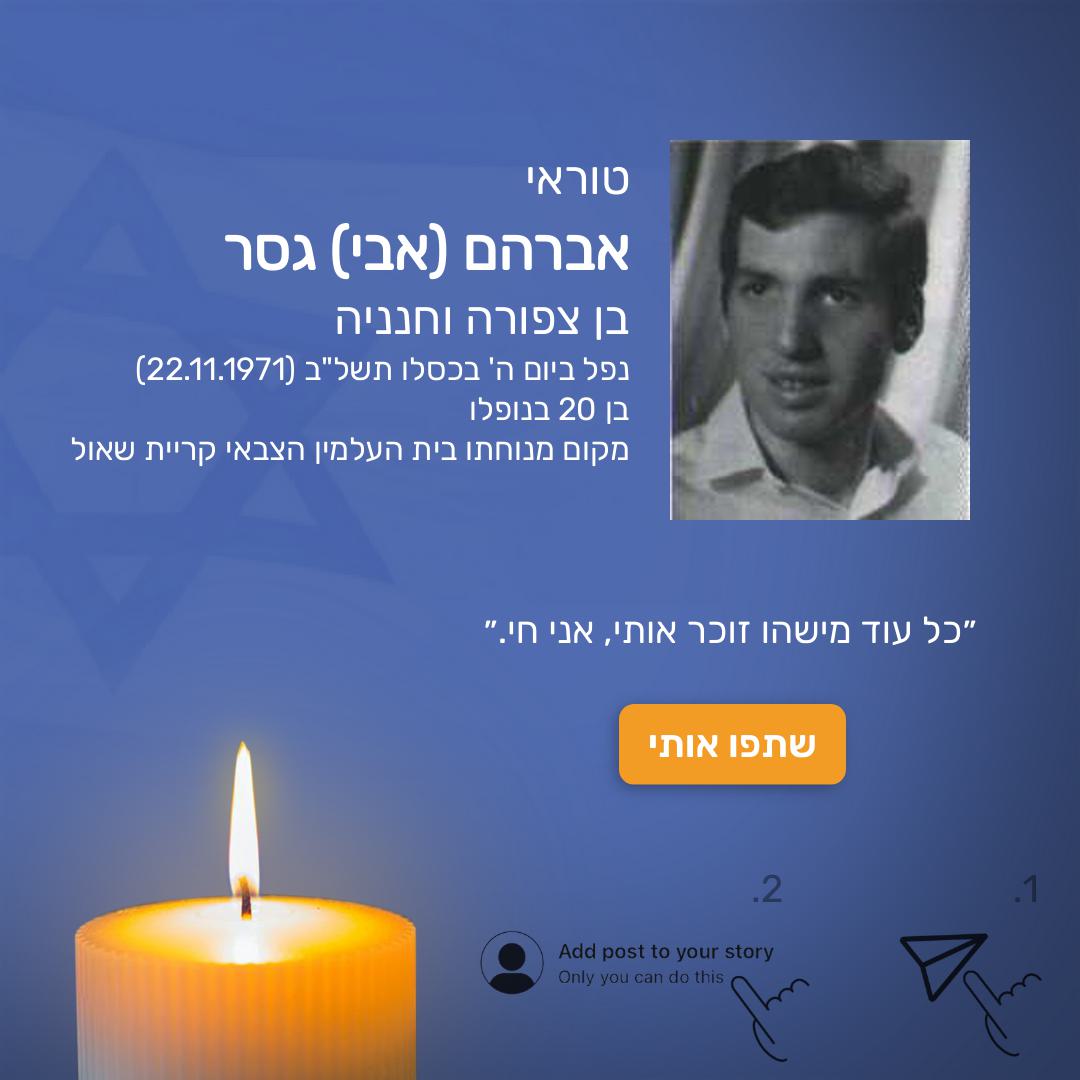 טוראי
אברהם (אבי) גסר
בן צפורה וחנניה
נפל ביום ה' בכסלו תשל"ב (22.11.1971)
בן 20 בנופלו
מקום מנוחתו בית העלמין הצבאי קריית שאול
״כל עוד מישהו זוכר אותי, אני חי.״
שתפו אותי
1.
2.
Add post to your story
Only you can do this